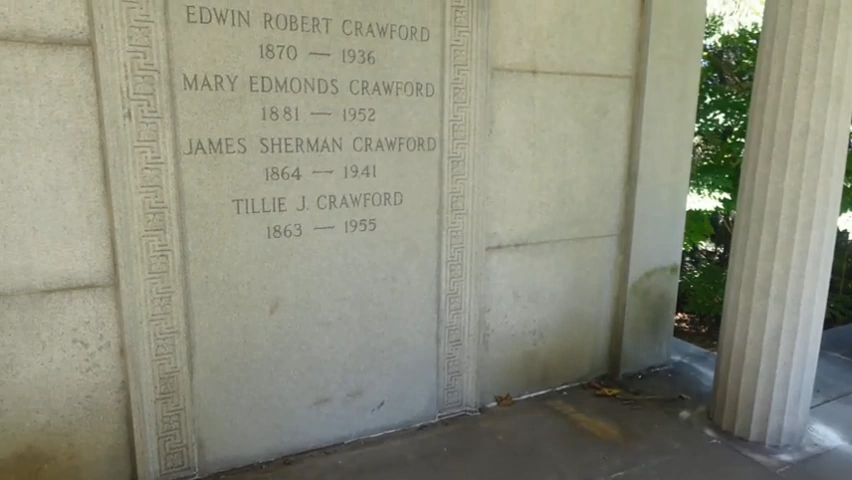 EDWIN ROBERT CRAWFORD
1870 — 1936
MARY EDMONDS CRAWFORD
1881 — 1952
JAMES SHERMAN CRAWFORD
1864 — 1941
TILLIE J. CRAWFORD
1863 — 1955